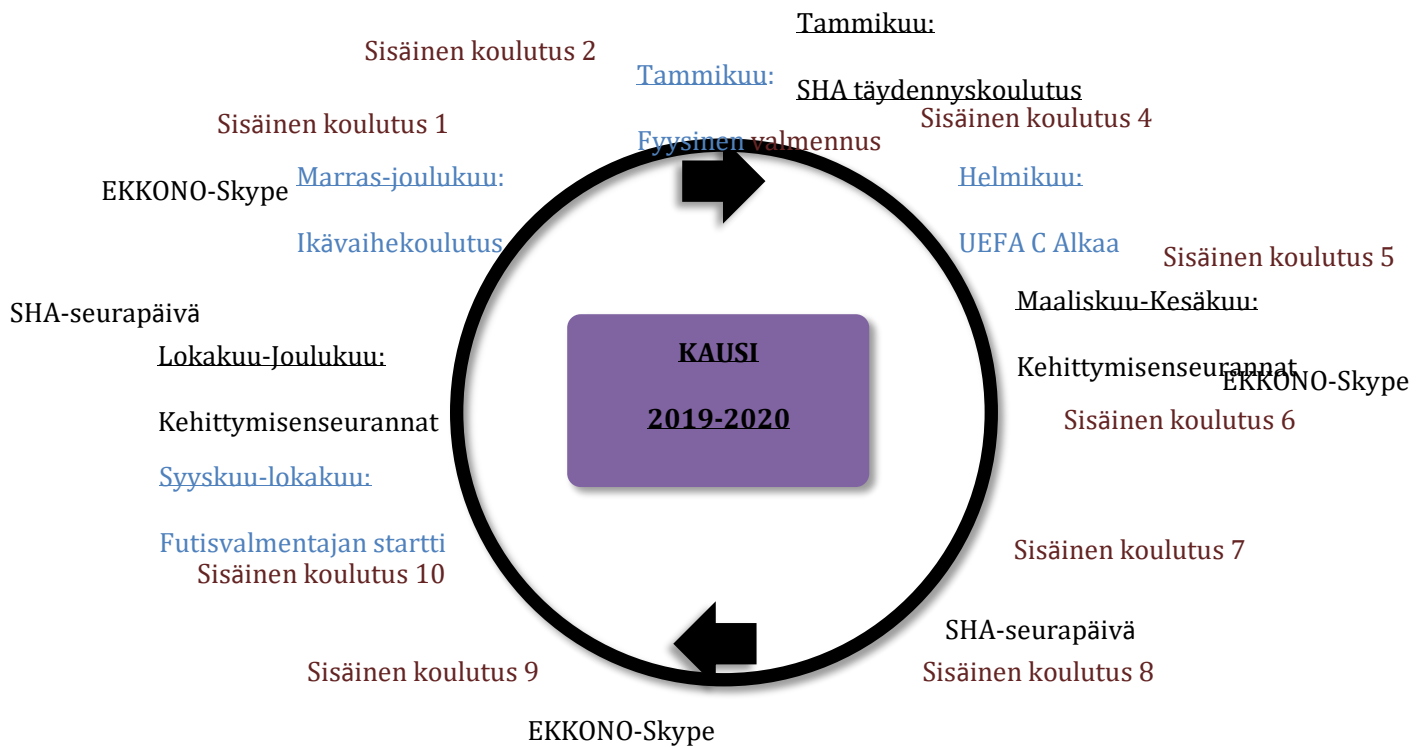 Tammikuu:
SHA täydennyskoulutus
Sisäinen koulutus 2
Tammikuu:
Fyysinen valmennus
Sisäinen koulutus 1
Sisäinen koulutus 4
EKKONO-Skype
Marras-joulukuu:
Ikävaihekoulutus
Helmikuu:
UEFA C Alkaa
Sisäinen koulutus 5
SHA-seurapäivä
Maaliskuu-Kesäkuu:
Kehittymisenseurannat
EKKONO-Skype
Lokakuu-Joulukuu:
Kehittymisenseurannat
KAUSI
2019-2020
Sisäinen koulutus 6
Syyskuu-lokakuu:
Futisvalmentajan startti
Sisäinen koulutus 10
Sisäinen koulutus 7
SHA-seurapäivä
Sisäinen koulutus 9
Sisäinen koulutus 8
EKKONO-Skype